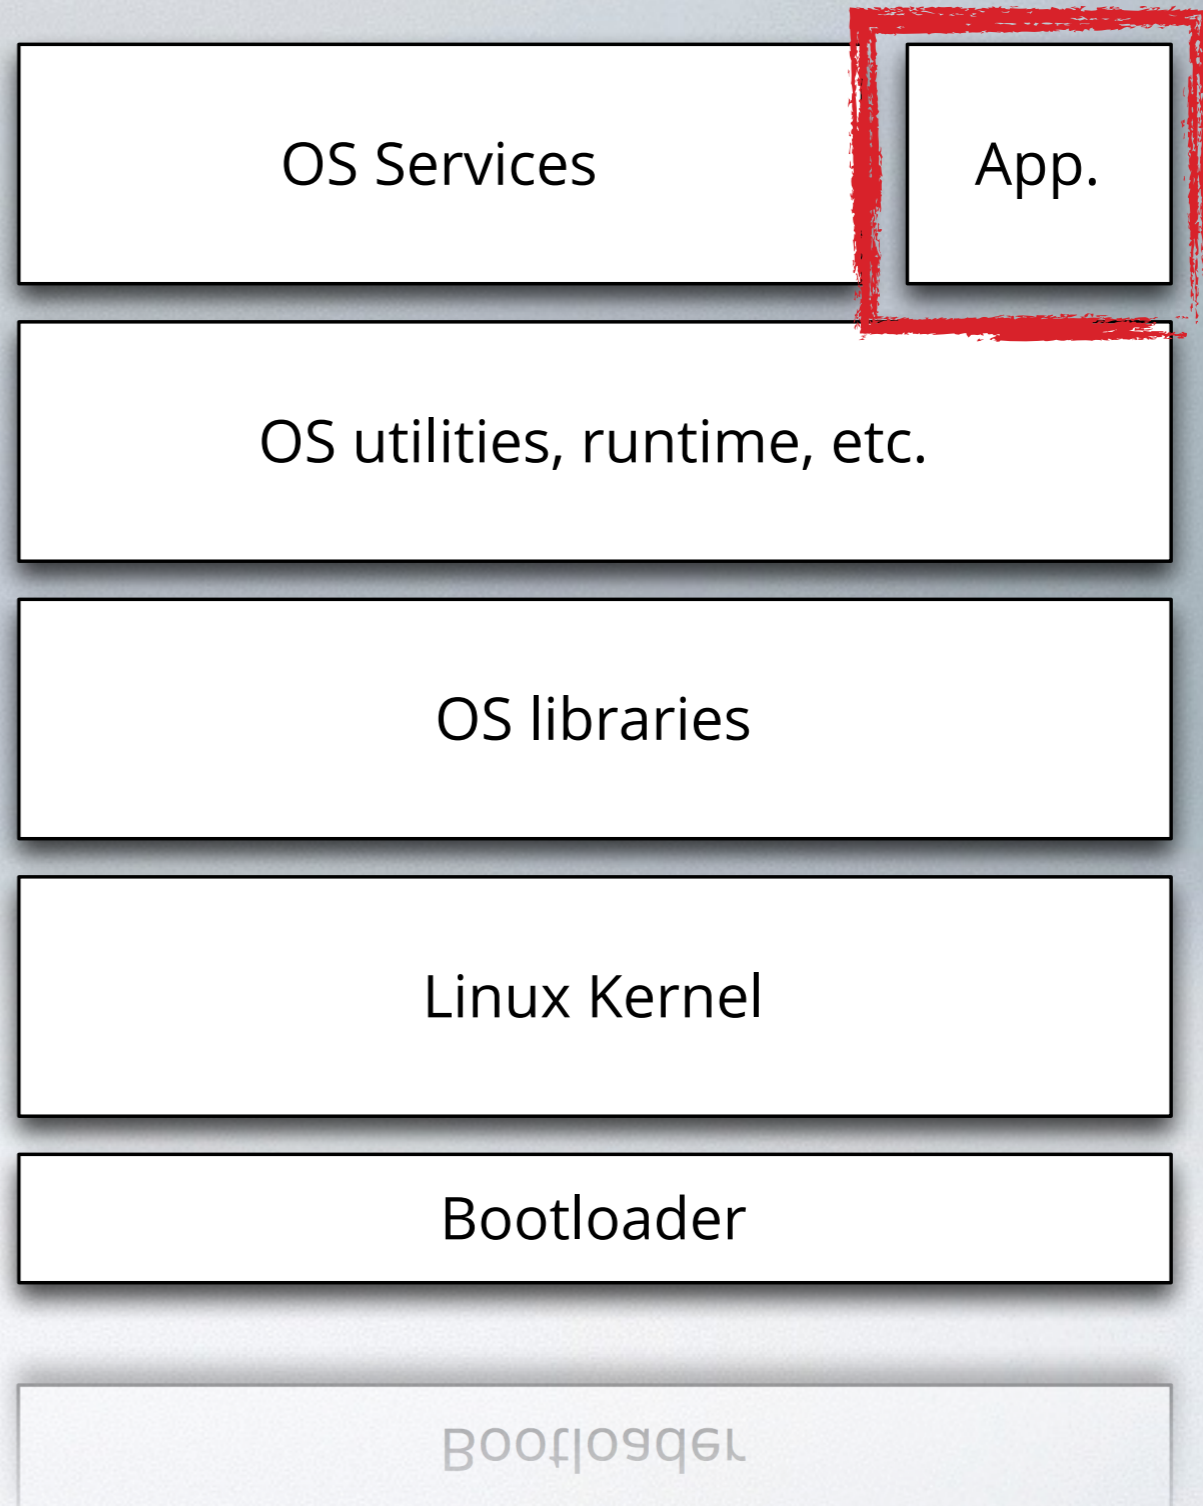 OS Services
App.
OS utilities, runtime, etc.
OS libraries
Linux Kernel
Bootloader
Bootloader